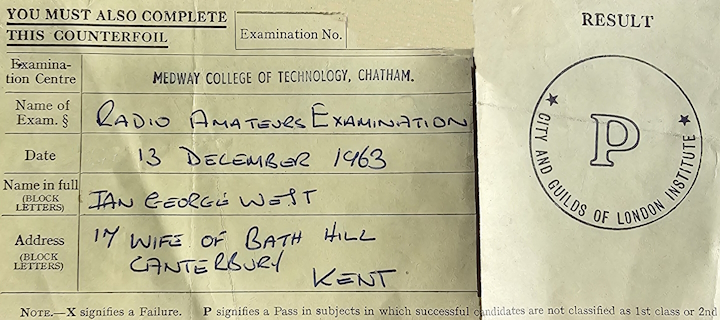 YOU MUST ALSO COMPLETE
THIS COUNTERFOIL
Examination No.
RESULT
Examina-
tion Centre
MEDWAY COLLEGE OF TECHNOLOGY, CHATHAM.
Name of
Exam. §
RADIO AMATEURS EXAMINATION
Date
13 DECEMBER 1963
Name in full
(BLOCK
LETTERS)
IAN GEORGE WEST
Address
(BLOCK
LETTERS)
17 WIFE OF BATH HILL
CANTERBURY
KENT
P
★ CITY AND GUILDS OF LONDON INSTITUTE ★
NOTE.—X signifies a Failure. P signifies a Pass in subjects in which successful candidates are not classified as 1st class or 2nd